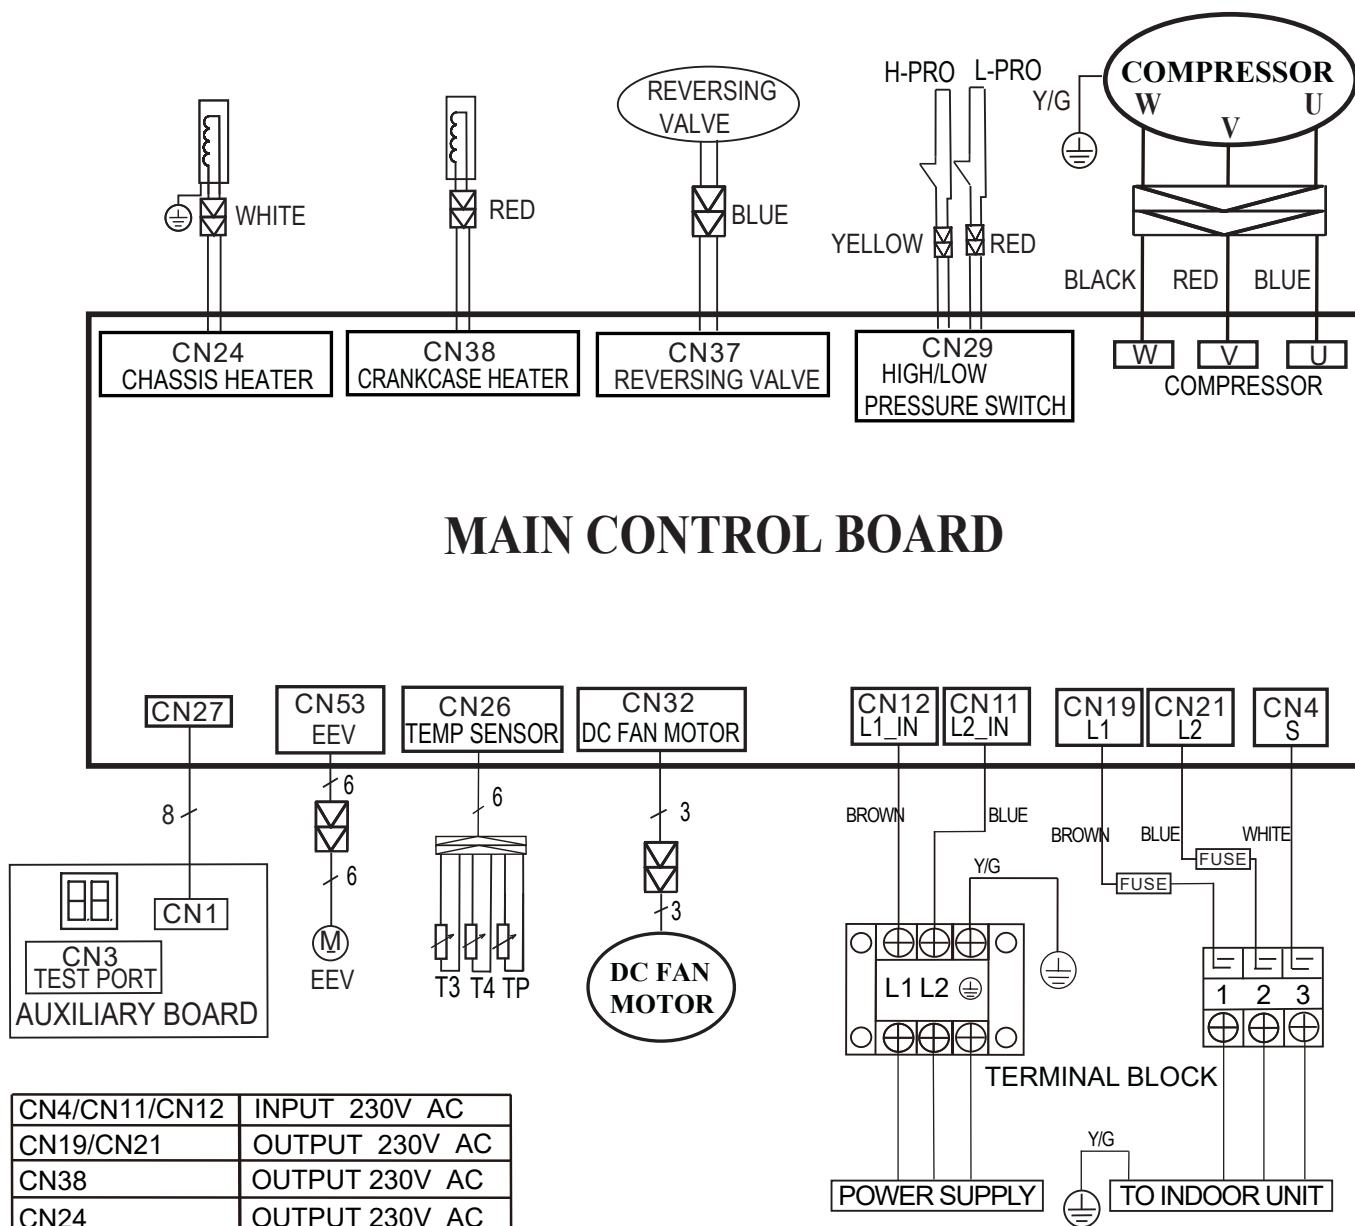 H-PRO L-PRO
COMPRESSOR
W V U
Y/G
REVERSING
VALVE
WHITE
RED
BLUE
YELLOW
RED
BLACK RED BLUE
CN24
CHASSIS HEATER
CN38
CRANKCASE HEATER
CN37
REVERSING VALVE
CN29
HIGH/LOW
PRESSURE SWITCH
W V U
COMPRESSOR
MAIN CONTROL BOARD
CN27
CN53
EEV
CN26
TEMP SENSOR
CN32
DC FAN MOTOR
CN12
L1_IN
CN11
L2_IN
CN19
L1
CN21
L2
CN4
S
8
6
6
3
BROWN
BLUE
BROWN
BLUE
WHITE
FUSE
FUSE
Y/G
6
3
CN1
CN3
TEST PORT
AUXILIARY BOARD
M
EEV
T3 T4 TP
DC FAN
MOTOR
L1 L2
1 2 3
TERMINAL BLOCK
CN4/CN11/CN12 INPUT 230V AC
CN19/CN21 OUTPUT 230V AC
CN38 OUTPUT 230V AC
CN24 OUTPUT 230V AC
Y/G
POWER SUPPLY
TO INDOOR UNIT